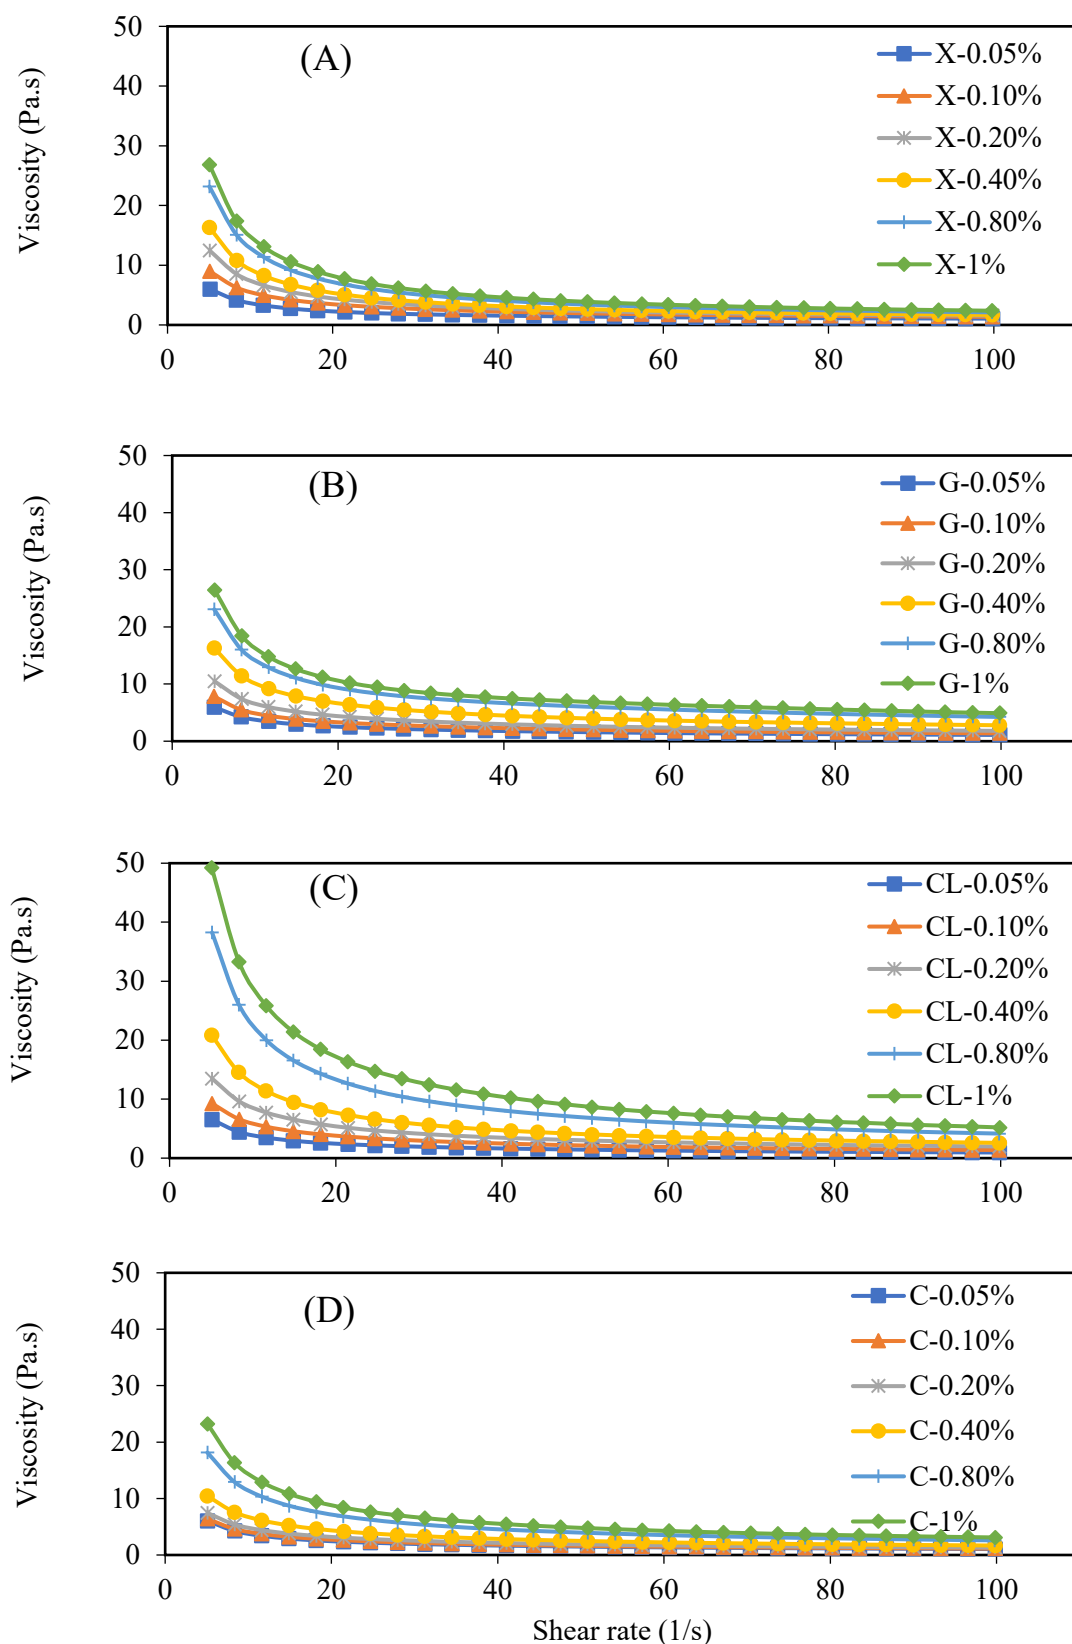 50
40
30
20
10
0
0 20 40 60 80 100
Viscosity (Pa.s)
(A)
X-0.05%
X-0.10%
X-0.20%
X-0.40%
X-0.80%
X-1%
50
40
30
20
10
0
0 20 40 60 80 100
Viscosity (Pa.s)
(B)
G-0.05%
G-0.10%
G-0.20%
G-0.40%
G-0.80%
G-1%
50
40
30
20
10
0
0 20 40 60 80 100
Viscosity (Pa.s)
(C)
CL-0.05%
CL-0.10%
CL-0.20%
CL-0.40%
CL-0.80%
CL-1%
50
40
30
20
10
0
0 20 40 60 80 100
Viscosity (Pa.s)
(D)
C-0.05%
C-0.10%
C-0.20%
C-0.40%
C-0.80%
C-1%
Shear rate (1/s)